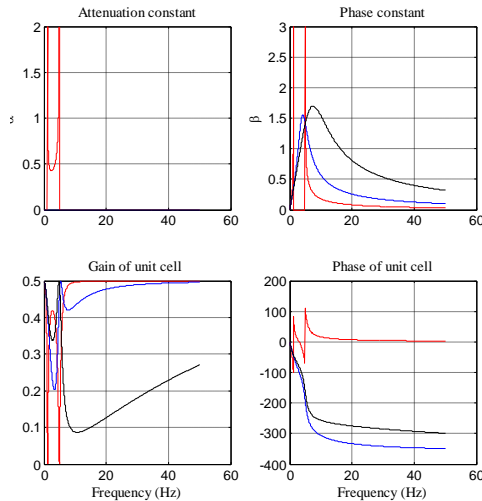 Attenuation constant
2
1.5
1
0.5
0
0 20 40 60
Phase constant
β
3
2.5
2
1.5
1
0.5
0
0 20 40 60
Gain of unit cell
0.5
0.4
0.3
0.2
0.1
0
0 20 40 60
Frequency (Hz)
Phase of unit cell
200
100
0
-100
-200
-300
-400
0 20 40 60
Frequency (Hz)